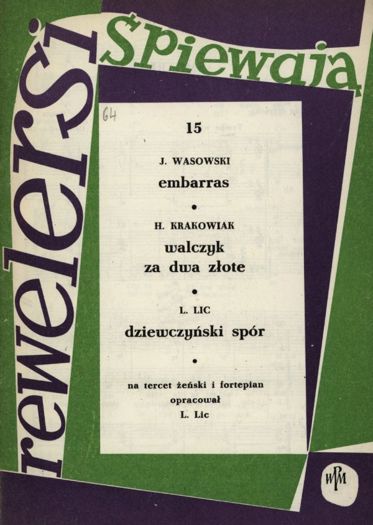 rewelersi
śpiewają
64
15
J. WASOWSKI
embarras
H. KRAKOWIAK
walczyk
za dwa złote
L. LIC
dziewczyński spór
na tercet żeński i fortepian
opracował
L. Lic
PWM